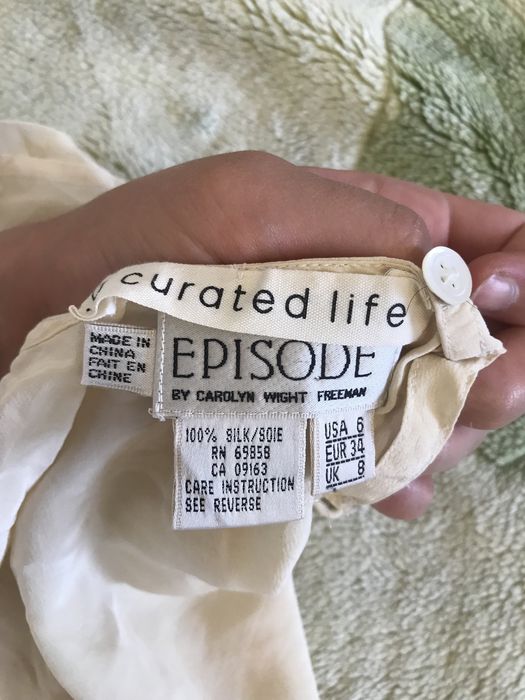 curated life
MADE IN
CHINA
FAIT EN
CHINE
EPISODE
BY CAROLYN WIGHT FREEMAN
100% SILK/SOIE
RN 69858
CA 09163
CARE INSTRUCTION
SEE REVERSE
USA 6
EUR 34
UK 8